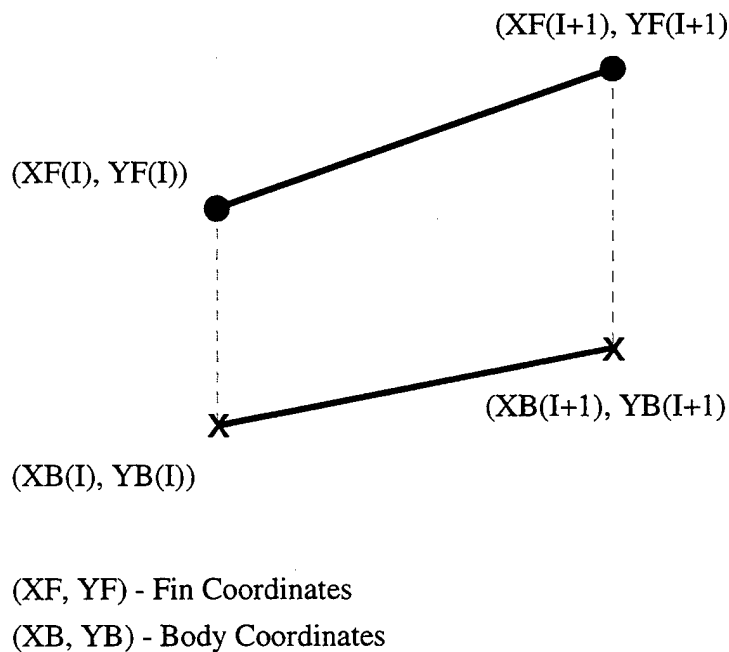 (XF(I+1), YF(I+1)
(XF(I), YF(I))
(XB(I+1), YB(I+1)
(XB(I), YB(I))
(XF, YF) - Fin Coordinates
(XB, YB) - Body Coordinates